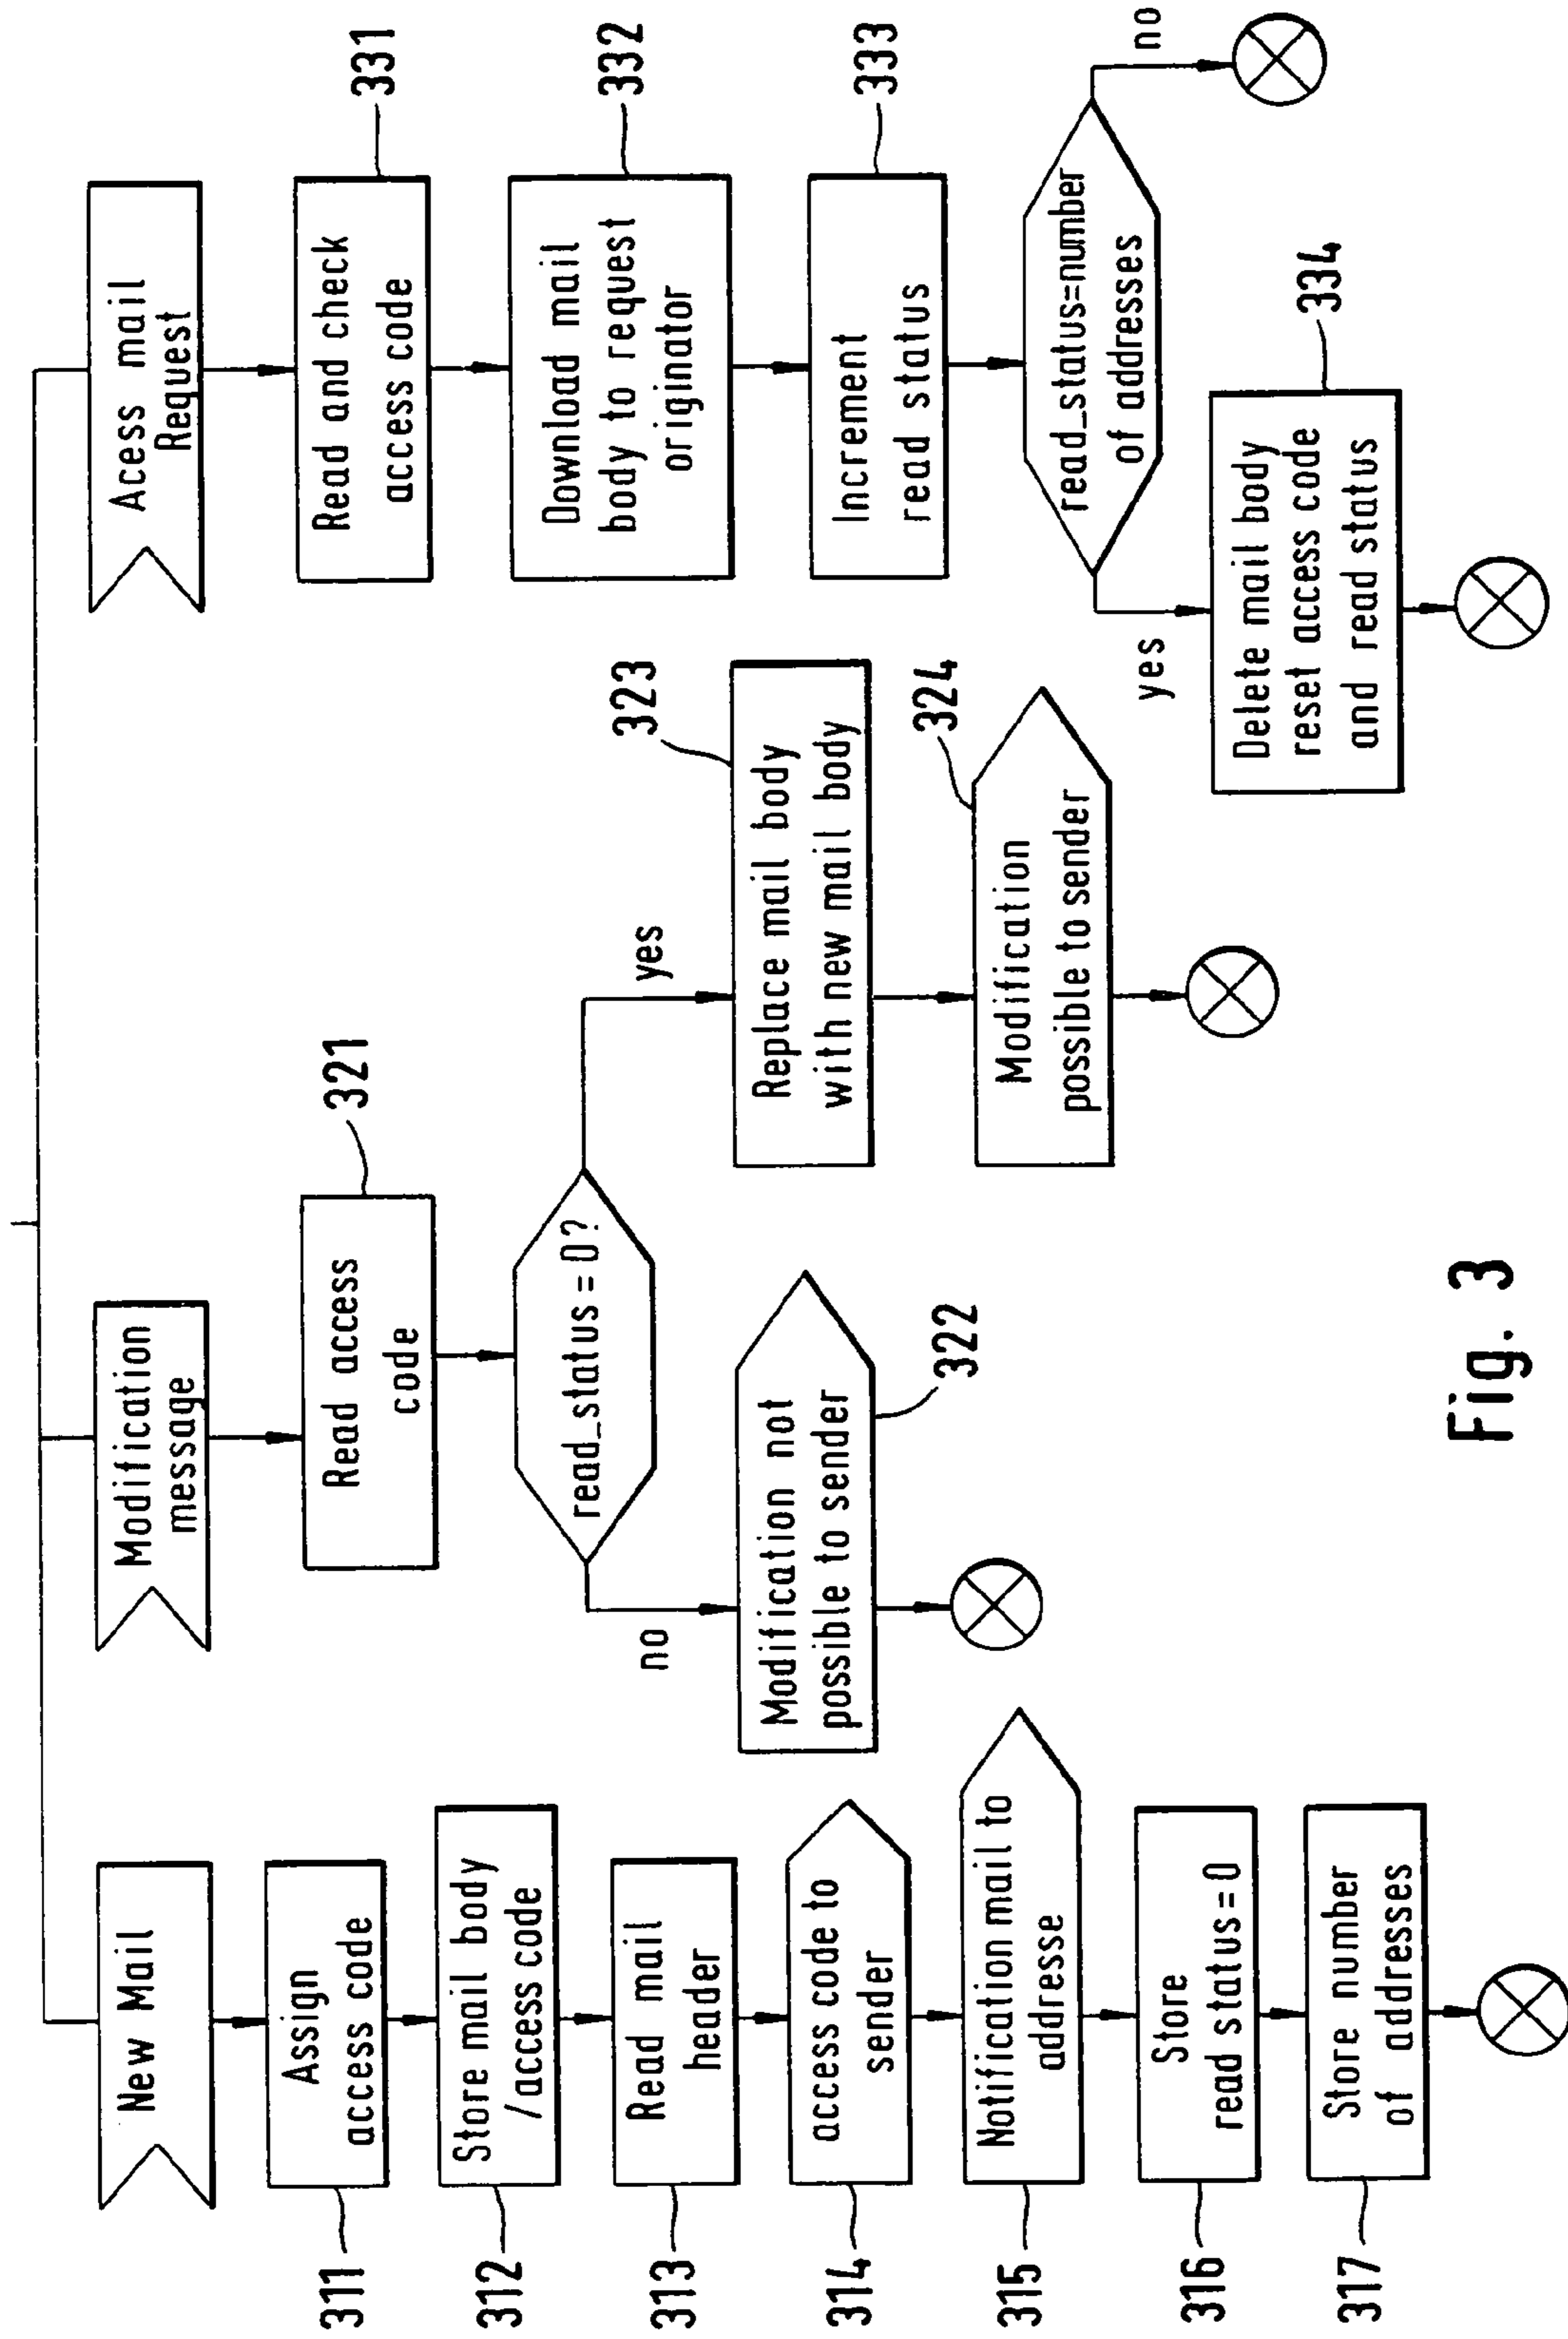 New Mail
Assign
access code
311
Store mail body
/ access code
312
Read mail
header
313
access code to
sender
314
Notification mail to
addresse
315
Store
read status = 0
316
Store number
of addresses
317
Modification
message
Read access
code
321
read_status = 0?
no
yes
Modification not
possible to sender
322
Replace mail body
with new mail body
323
Modification
possible to sender
324
Acess mail
Request
Read and check
access code
331
Download mail
body to request
originator
332
Increment
read status
333
read_status=number
of addresses
no
yes
Delete mail body
reset access code
and read status
334
Fig. 3